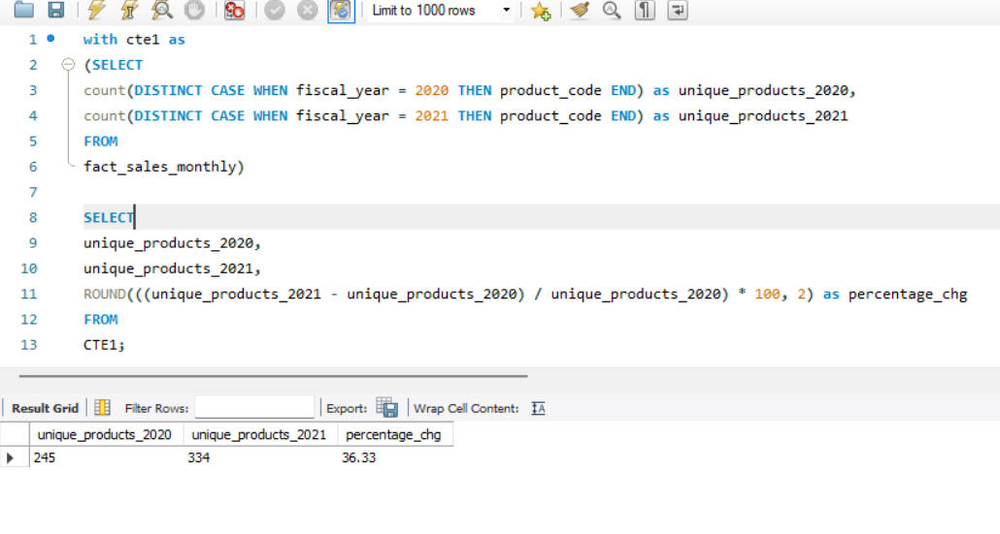 Limit to 1000 rows
1 with cte1 as
2 (SELECT
3 count(DISTINCT CASE WHEN fiscal_year = 2020 THEN product_code END) as unique_products_2020,
4 count(DISTINCT CASE WHEN fiscal_year = 2021 THEN product_code END) as unique_products_2021
5 FROM
6 fact_sales_monthly)
7
8 SELECT
9 unique_products_2020,
10 unique_products_2021,
11 ROUND(((unique_products_2021 - unique_products_2020) / unique_products_2020) * 100, 2) as percentage_chg
12 FROM
13 CTE1;
Result Grid Filter Rows: Export: Wrap Cell Content: IA
unique_products_2020 unique_products_2021 percentage_chg
245 334 36.33